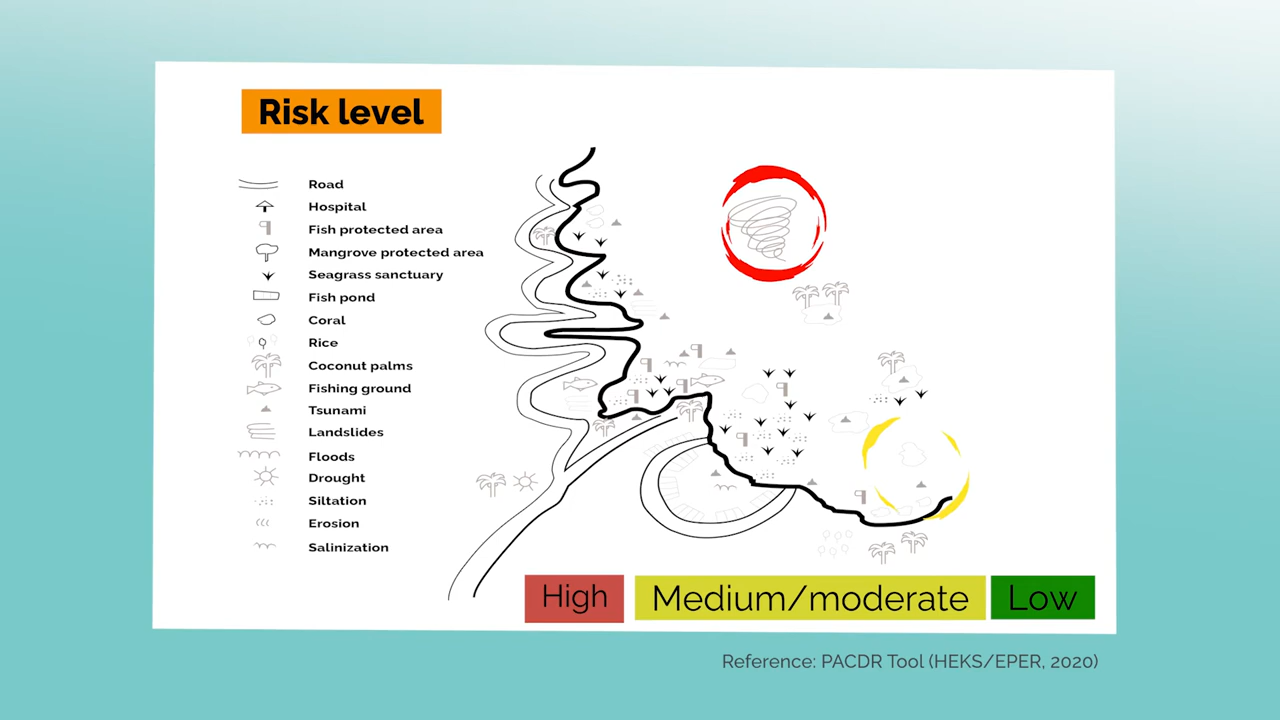 Risk level
Road
Hospital
Fish protected area
Mangrove protected area
Seagrass sanctuary
Fish pond
Coral
Rice
Coconut palms
Fishing ground
Tsunami
Landslides
Floods
Drought
Siltation
Erosion
Salinization
High
Medium/moderate
Low
Reference: PACDR Tool (HEKS/EPER, 2020)